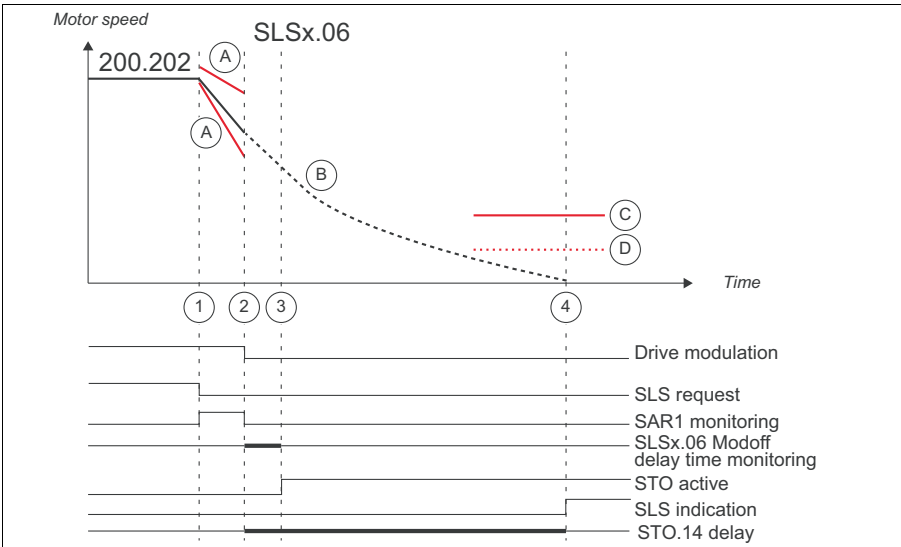 Motor speed
SLSx.06
200.202
A
A
B
C
D
Time
1
2
3
4
Drive modulation
SLS request
SAR1 monitoring
SLSx.06 Modoff
delay time monitoring
STO active
SLS indication
STO.14 delay